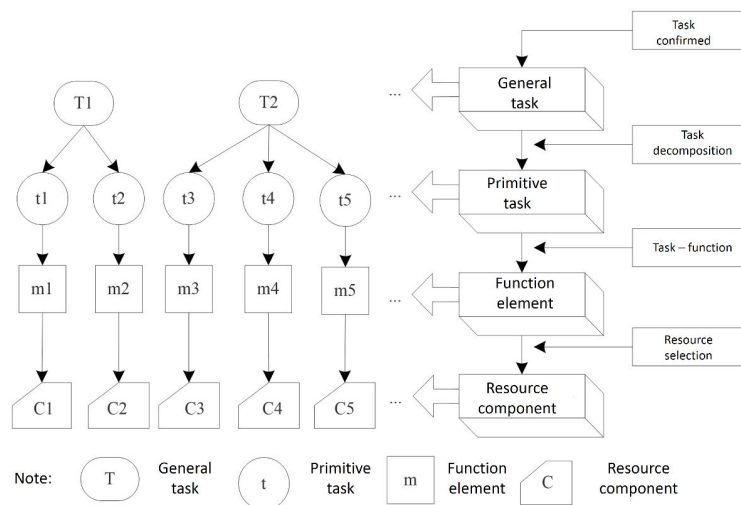 Task
confirmed
T1
T2
...
General
task
Task
decomposition
t1
t2
t3
t4
t5
...
Primitive
task
Task – function
m1
m2
m3
m4
m5
...
Function
element
Resource
selection
C1
C2
C3
C4
C5
...
Resource
component
Note:
T
General
task
t
Primitive
task
m
Function
element
C
Resource
component